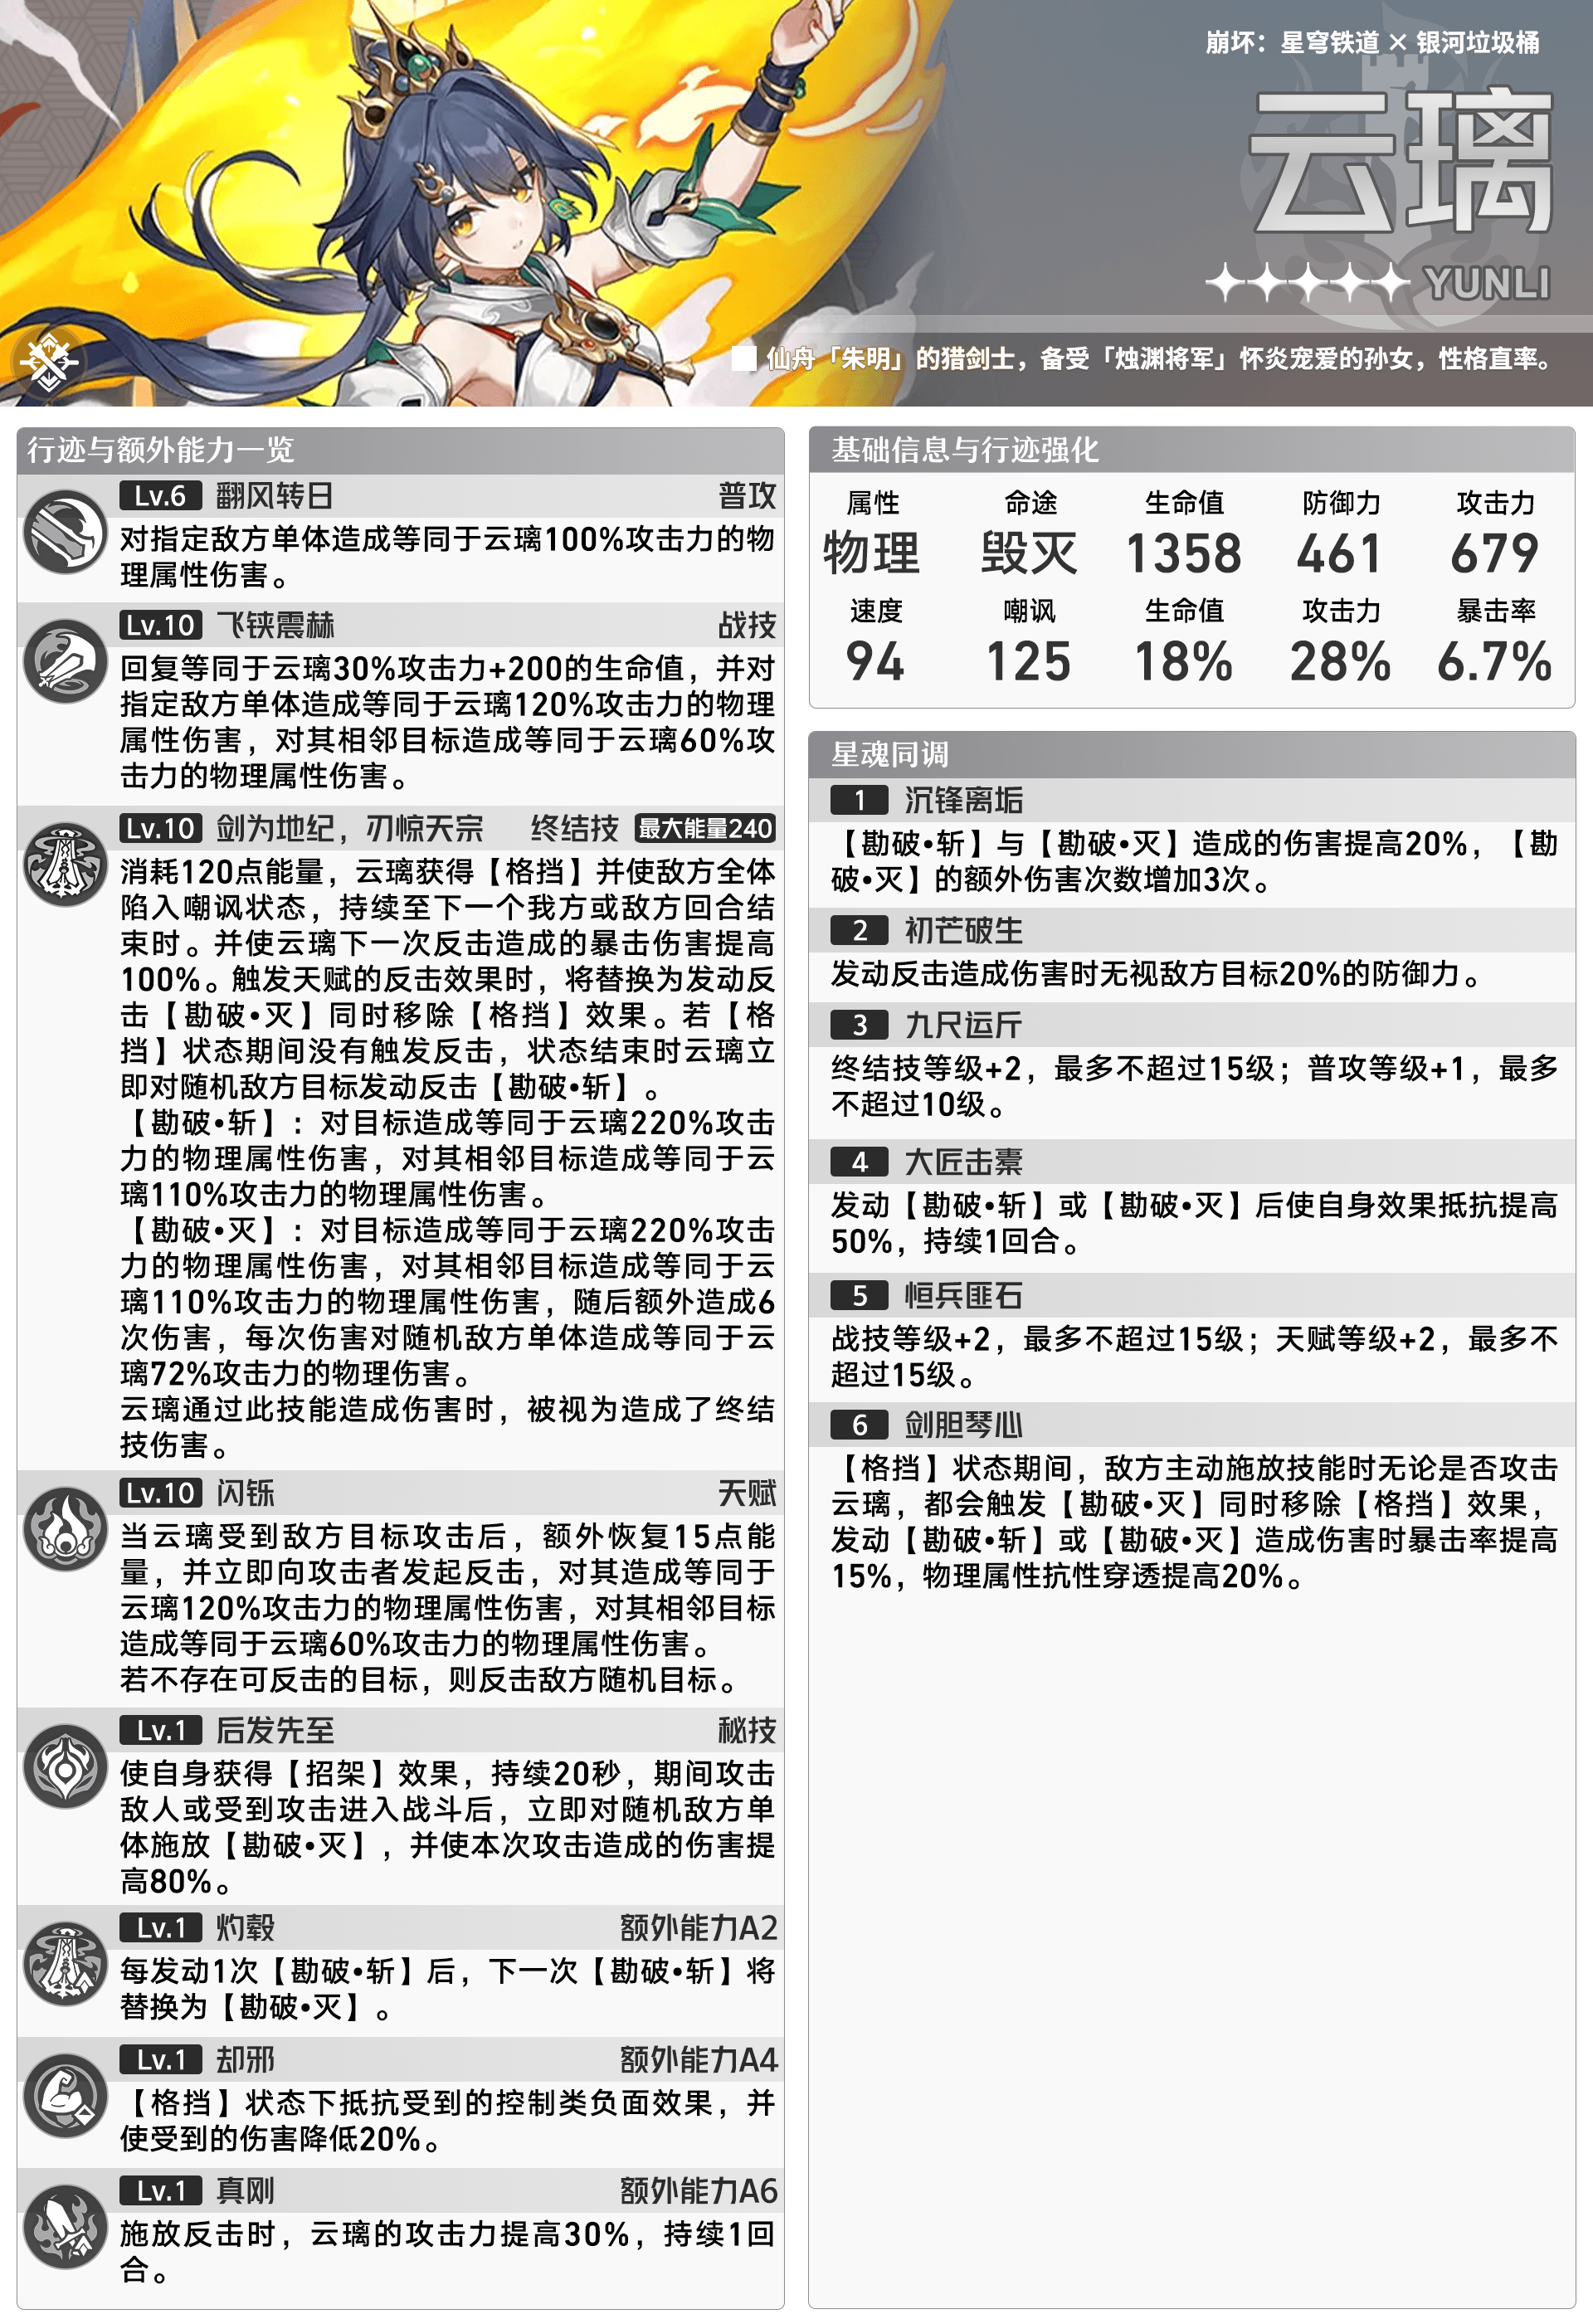 崩坏：星穹铁道 × 银河垃圾桶
云璃
YUNLI
仙舟「朱明」的猎剑士，备受「烛渊将军」怀炎宠爱的孙女，性格直率。
行迹与额外能力一览
Lv.6 翻风转日 普攻
对指定敌方单体造成等同于云璃100%攻击力的物
理属性伤害。
Lv.10 飞铗震赫 战技
回复等同于云璃30%攻击力+200的生命值，并对
指定敌方单体造成等同于云璃120%攻击力的物理
属性伤害，对其相邻目标造成等同于云璃60%攻
击力的物理属性伤害。
Lv.10 剑为地纪，刃惊天宗 终结技 最大能量240
消耗120点能量，云璃获得【格挡】并使敌方全体
陷入嘲讽状态，持续至下一个我方或敌方回合结
束时。并使云璃下一次反击造成的暴击伤害提高
100%。触发天赋的反击效果时，将替换为发动反
击【勘破•灭】同时移除【格挡】效果。若【格
挡】状态期间没有触发反击，状态结束时云璃立
即对随机敌方目标发动反击【勘破•斩】。
【勘破•斩】：对目标造成等同于云璃220%攻击
力的物理属性伤害，对其相邻目标造成等同于云
璃110%攻击力的物理属性伤害。
【勘破•灭】：对目标造成等同于云璃220%攻击
力的物理属性伤害，对其相邻目标造成等同于云
璃110%攻击力的物理属性伤害，随后额外造成6
次伤害，每次伤害对随机敌方单体造成等同于云
璃72%攻击力的物理伤害。
云璃通过此技能造成伤害时，被视为造成了终结
技伤害。
Lv.10 闪铄 天赋
当云璃受到敌方目标攻击后，额外恢复15点能
量，并立即向攻击者发起反击，对其造成等同于
云璃120%攻击力的物理属性伤害，对其相邻目标
造成等同于云璃60%攻击力的物理属性伤害。
若不存在可反击的目标，则反击敌方随机目标。
Lv.1 后发先至 秘技
使自身获得【招架】效果，持续20秒，期间攻击
敌人或受到攻击进入战斗后，立即对随机敌方单
体施放【勘破•灭】，并使本次攻击造成的伤害提
高80%。
Lv.1 灼毂 额外能力A2
每发动1次【勘破•斩】后，下一次【勘破•斩】将
替换为【勘破•灭】。
Lv.1 却邪 额外能力A4
【格挡】状态下抵抗受到的控制类负面效果，并
使受到的伤害降低20%。
Lv.1 真刚 额外能力A6
施放反击时，云璃的攻击力提高30%，持续1回
合。
基础信息与行迹强化
属性 命途 生命值 防御力 攻击力
物理 毁灭 1358 461 679
速度 嘲讽 生命值 攻击力 暴击率
94 125 18% 28% 6.7%
星魂同调
1 沉锋离垢
【勘破•斩】与【勘破•灭】造成的伤害提高20%，【勘
破•灭】的额外伤害次数增加3次。
2 初芒破生
发动反击造成伤害时无视敌方目标20%的防御力。
3 九尺运斤
终结技等级+2，最多不超过15级；普攻等级+1，最多
不超过10级。
4 大匠击橐
发动【勘破•斩】或【勘破•灭】后使自身效果抵抗提高
50%，持续1回合。
5 恒兵匪石
战技等级+2，最多不超过15级；天赋等级+2，最多不
超过15级。
6 剑胆琴心
【格挡】状态期间，敌方主动施放技能时无论是否攻击
云璃，都会触发【勘破•灭】同时移除【格挡】效果，
发动【勘破•斩】或【勘破•灭】造成伤害时暴击率提高
15%，物理属性抗性穿透提高20%。